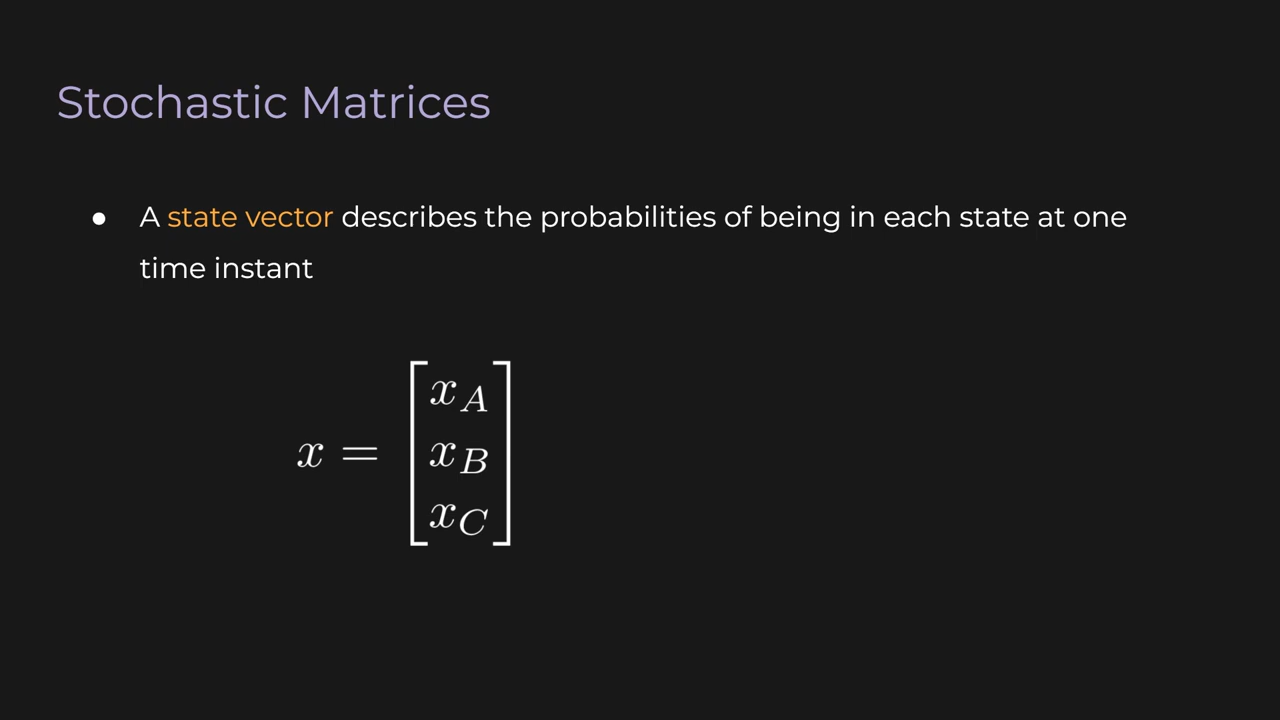 Stochastic Matrices
● A state vector describes the probabilities of being in each state at one
time instant
x = [x_A
x_B
x_C]